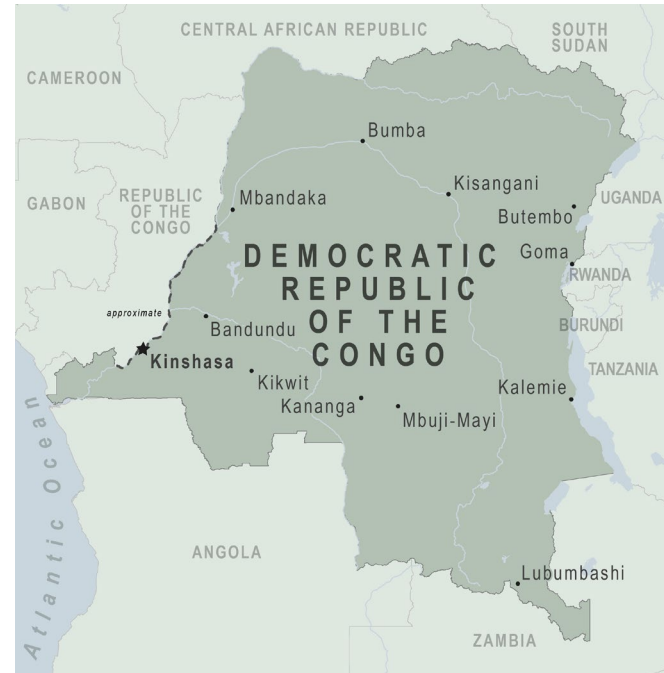 CENTRAL AFRICAN REPUBLIC
SOUTH
SUDAN
CAMEROON
Bumba
Kisangani
GABON
REPUBLIC
OF THE
CONGO
Mbandaka
UGANDA
Butembo
DEMOCRATIC
REPUBLIC
OF THE
CONGO
Goma
RWANDA
approximate
Bandundu
BURUNDI
Kinshasa
TANZANIA
Kikwit
Kananga
Kalemie
Mbuji-Mayi
Atlantic Ocean
ANGOLA
Lubumbashi
ZAMBIA